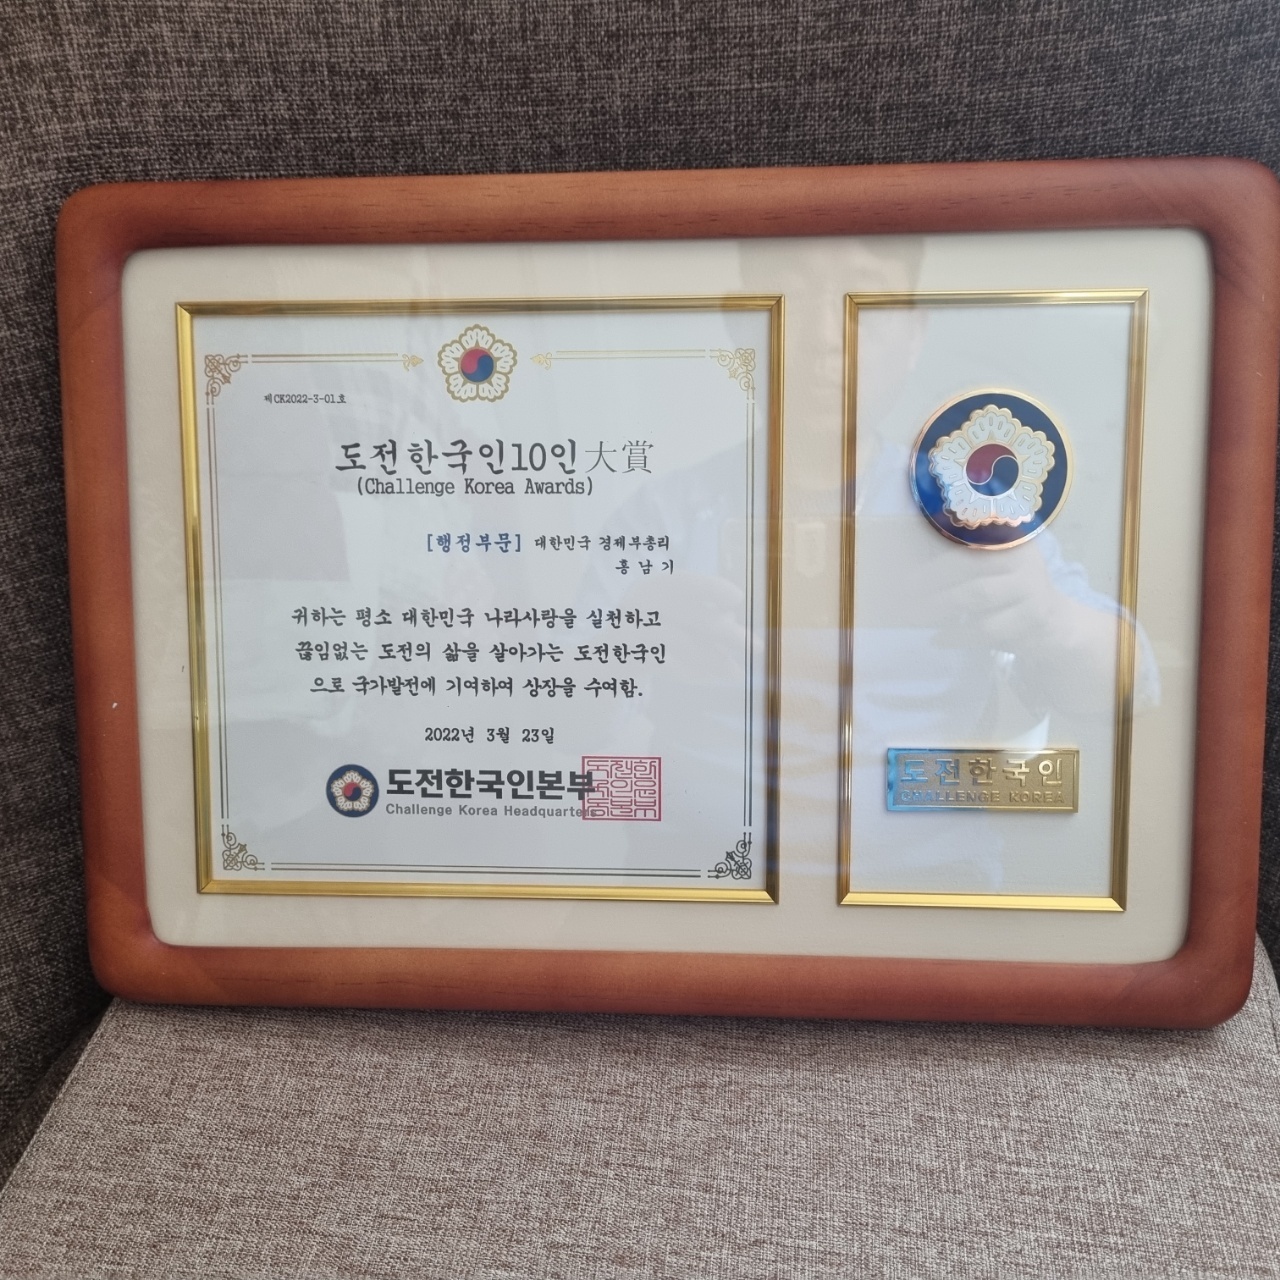 제CK2022-3-01호
도전한국인10인大賞
(Challenge Korea Awards)
[행정부문] 대한민국 경제부총리
홍 남 기
귀하는 평소 대한민국 나라사랑을 실천하고
끊임없는 도전의 삶을 살아가는 도전한국인
으로 국가발전에 기여하여 상장을 수여함.
2022년 3월 23일
도전한국인본부
Challenge Korea Headquarters
도전한국인
CHALLENGE KOREA